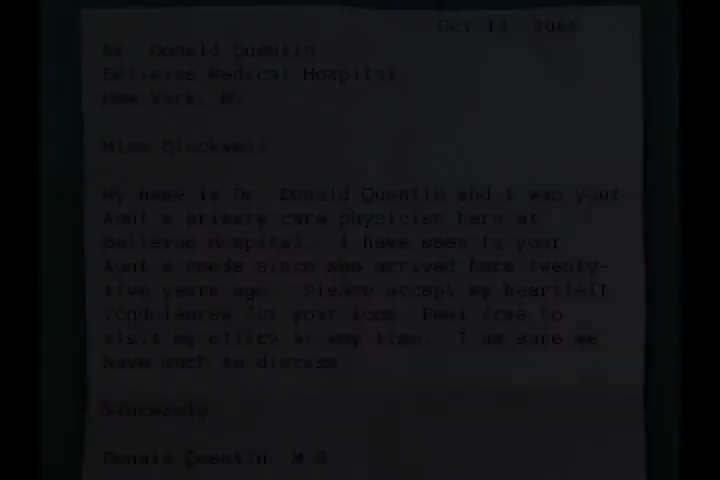 Oct 13, 2006
Dr. Donald Quentin
Bellevue Medical Hospital
New York, NY
Miss Blackwell
My name is Dr. Donald Quentin and I was your
Aunt's primary care physician here at
Bellevue Hospital. I have seen to your
Aunt's needs since she arrived here twenty-
five years ago. Please accept my heartfelt
condolences for your loss. Feel free to
visit my office at any time. I am sure we
have much to discuss
Sincerely
Donald Quentin M.D.